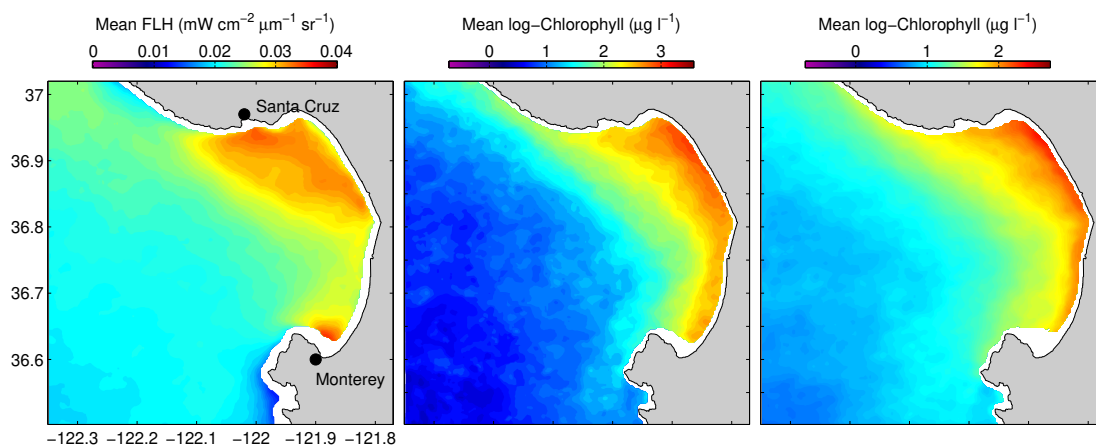 Mean FLH (mW cm⁻² μm⁻¹ sr⁻¹)
0 0.01 0.02 0.03 0.04
Mean log−Chlorophyll (μg l⁻¹)
0 1 2 3
Mean log−Chlorophyll (μg l⁻¹)
0 1 2
37
36.9
36.8
36.7
36.6
Santa Cruz
Monterey
−122.3 −122.2 −122.1 −122 −121.9 −121.8